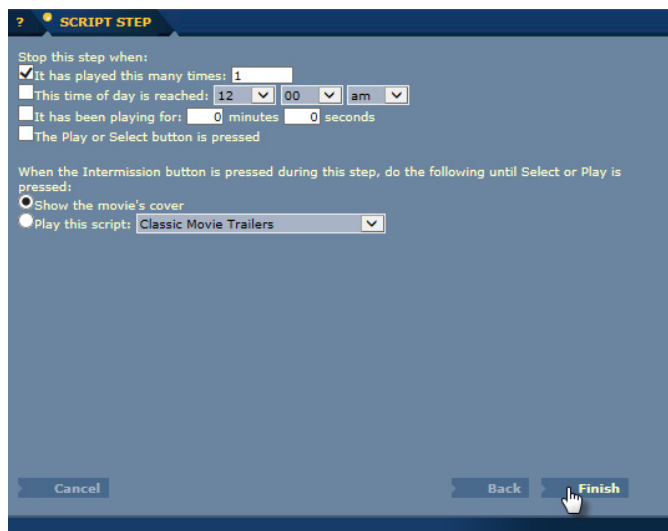 ? SCRIPT STEP
Stop this step when:
It has played this many times: 1
This time of day is reached: 12 00 am
It has been playing for: 0 minutes 0 seconds
The Play or Select button is pressed
When the Intermission button is pressed during this step, do the following until Select or Play is
pressed:
Show the movie's cover
Play this script: Classic Movie Trailers
Cancel Back Finish